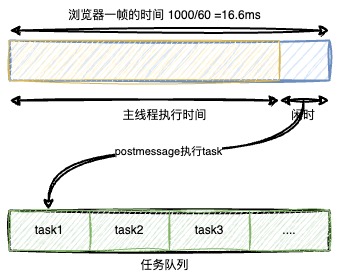 浏览器一帧的时间 1000/60 =16.6ms
主线程执行时间
闲时
postmessage执行task
task1
task2
task3
....
任务队列